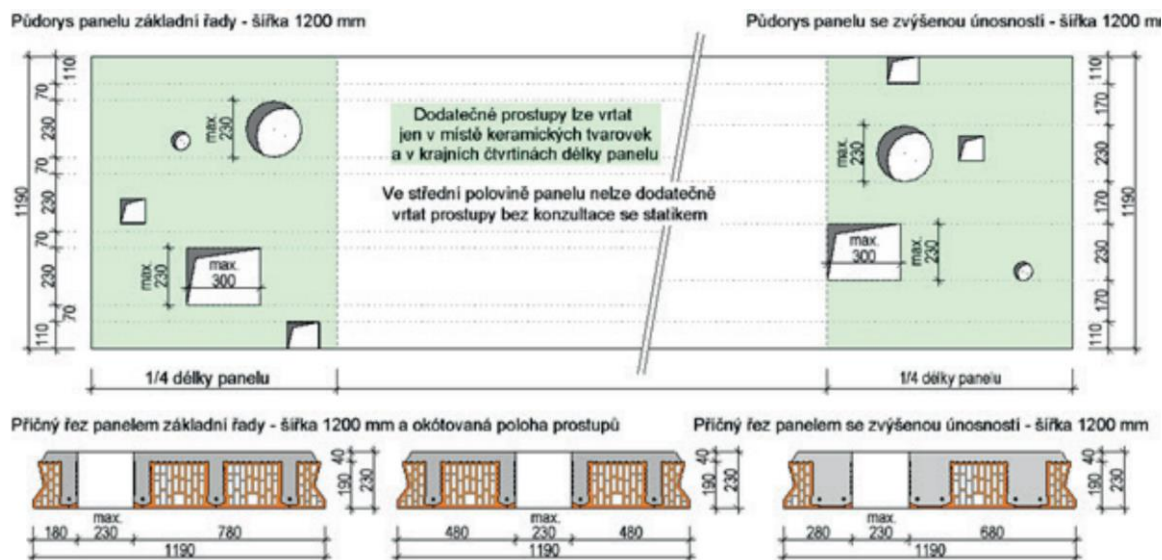 Půdorys panelu základní řady - šířka 1200 mm
Půdorys panelu se zvýšenou únosností - šířka 1200 mm
110
70
230
70
230
70
230
70
110
1190
max.
230
max.
230
max.
300
Dodatečné prostupy lze vrtat
jen v místě keramických tvarovek
a v krajních čtvrtinách délky panelu
Ve střední polovině panelu nelze dodatečně
vrtat prostupy bez konzultace se statikem
max.
230
max.
300
max.
230
110
170
230
170
230
170
110
1190
1/4 délky panelu
1/4 délky panelu
Příčný řez panelem základní řady - šířka 1200 mm a okótovaná poloha prostupů
Příčný řez panelem se zvýšenou únosností - šířka 1200 mm
40
190
230
180
max.
230
780
1190
40
190
230
480
max.
230
480
1190
40
190
230
280
max.
230
680
1190